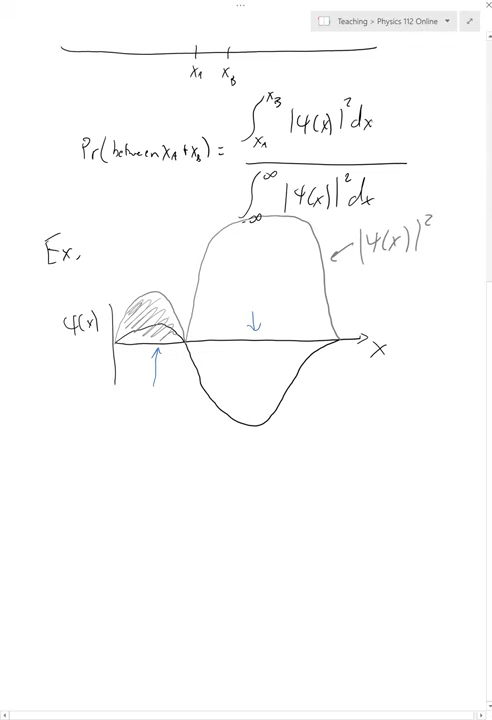 Teaching > Physics 112 Online
x_A x_B
Pr(between x_A + x_B) = ∫_{x_A}^{x_B} |ψ(x)|² dx / ∫_{-∞}^{∞} |ψ(x)|² dx
Ex.
|ψ(x)|²
ψ(x)
x